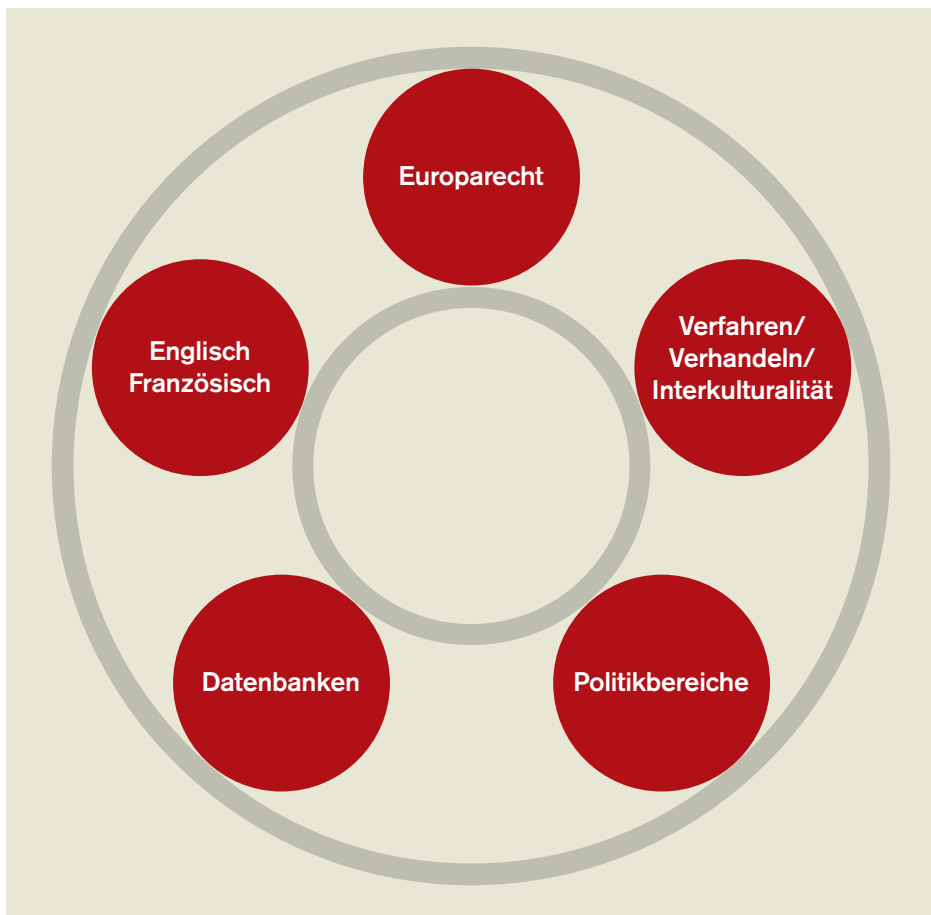 Europarecht
Verfahren/
Verhandeln/
Interkulturalität
Englisch
Französisch
Datenbanken
Politikbereiche